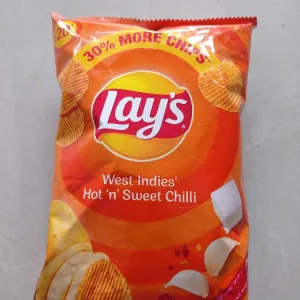 30% MORE CHIPS*
Lay's
West Indies'
Hot 'n' Sweet Chilli